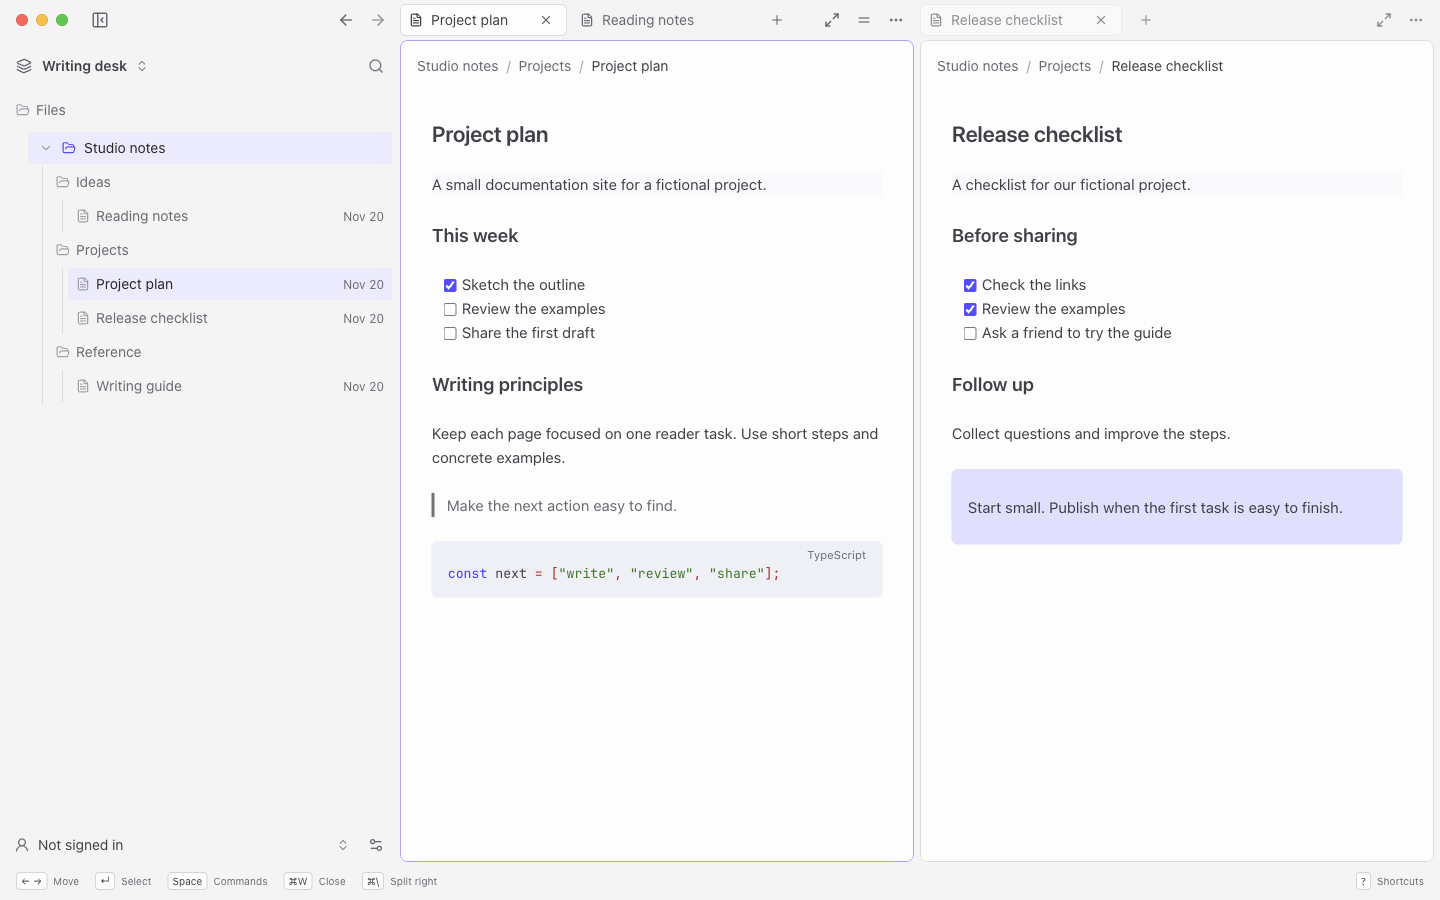 Project plan
Reading notes
Release checklist
Writing desk
Files
Studio notes
Ideas
Reading notes Nov 20
Projects
Project plan Nov 20
Release checklist Nov 20
Reference
Writing guide Nov 20
Not signed in
Studio notes / Projects / Project plan
Project plan
A small documentation site for a fictional project.
This week
Sketch the outline
Review the examples
Share the first draft
Writing principles
Keep each page focused on one reader task. Use short steps and
concrete examples.
Make the next action easy to find.
TypeScript
const next = ["write", "review", "share"];
Studio notes / Projects / Release checklist
Release checklist
A checklist for our fictional project.
Before sharing
Check the links
Review the examples
Ask a friend to try the guide
Follow up
Collect questions and improve the steps.
Start small. Publish when the first task is easy to finish.
← → Move ↵ Select Space Commands ⌘W Close ⌘\ Split right ? Shortcuts